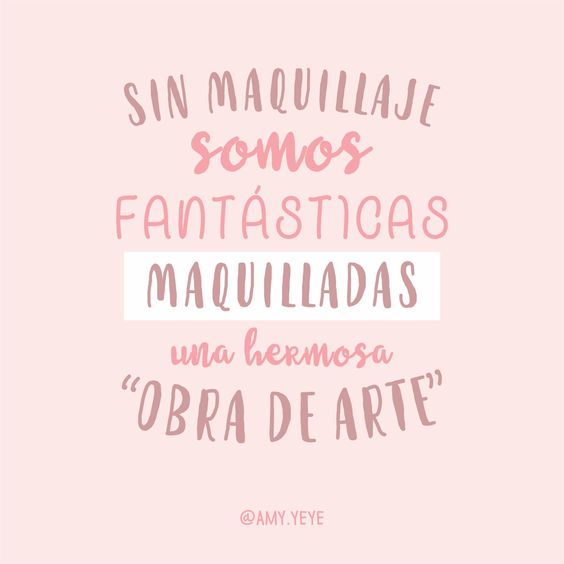 SIN MAQUILLAJE
somos
FANTÁSTICAS
MAQUILLADAS
una hermosa
“OBRA DE ARTE”
@AMY.YEYE